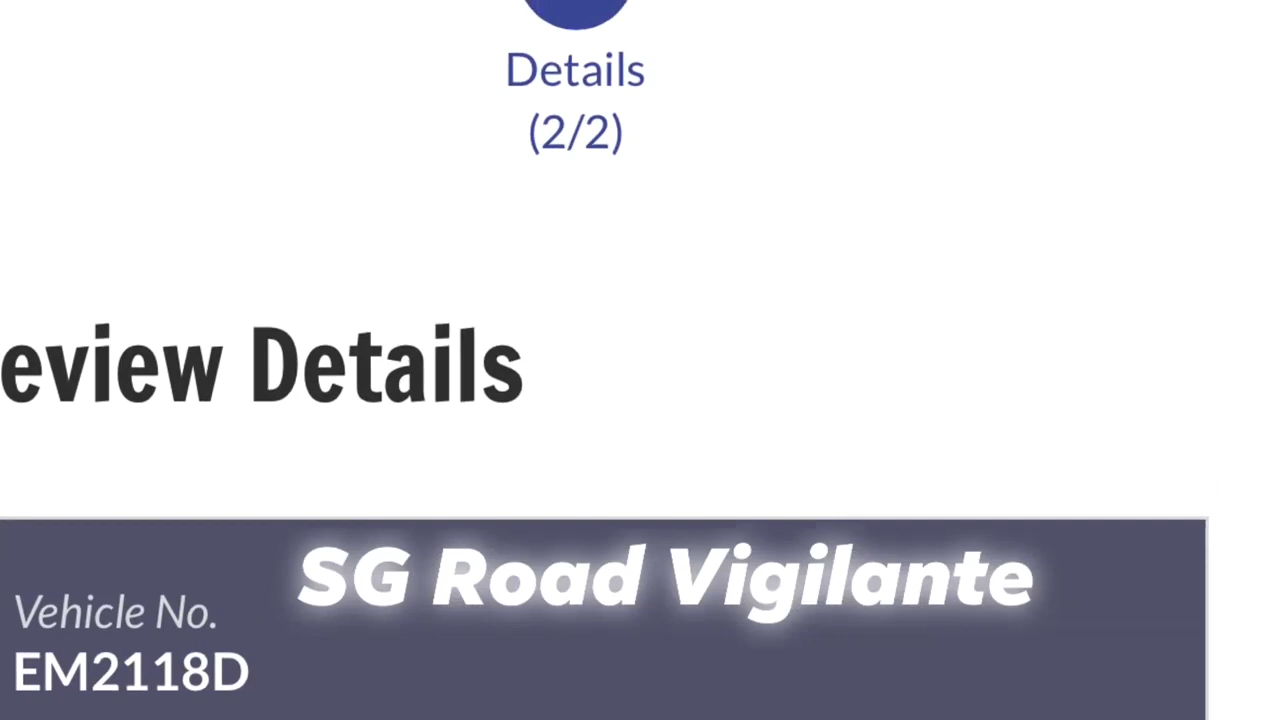 Details
(2/2)
eview Details
SG Road Vigilante
Vehicle No.
EM2118D